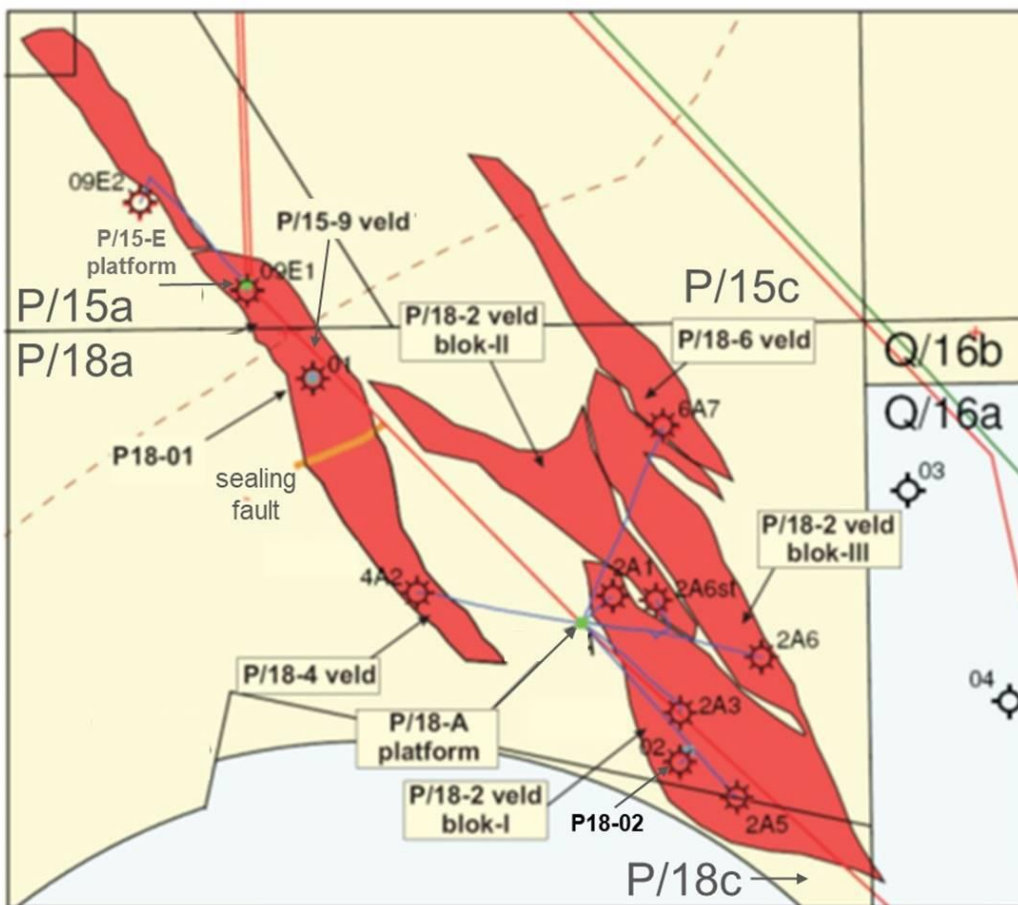 09E2
P/15-9 veld
P/15-E
platform
09E1
P/15a
P/15c
P/18-2 veld
blok-II
P/18-6 veld
P/18a
Q/16b
01
Q/16a
6A7
P18-01
sealing
fault
03
P/18-2 veld
blok-III
2A1
4A2
2A6st
2A6
P/18-4 veld
04
2A3
P/18-A
platform
02
P/18-2 veld
blok-I
P18-02
2A5
P/18c